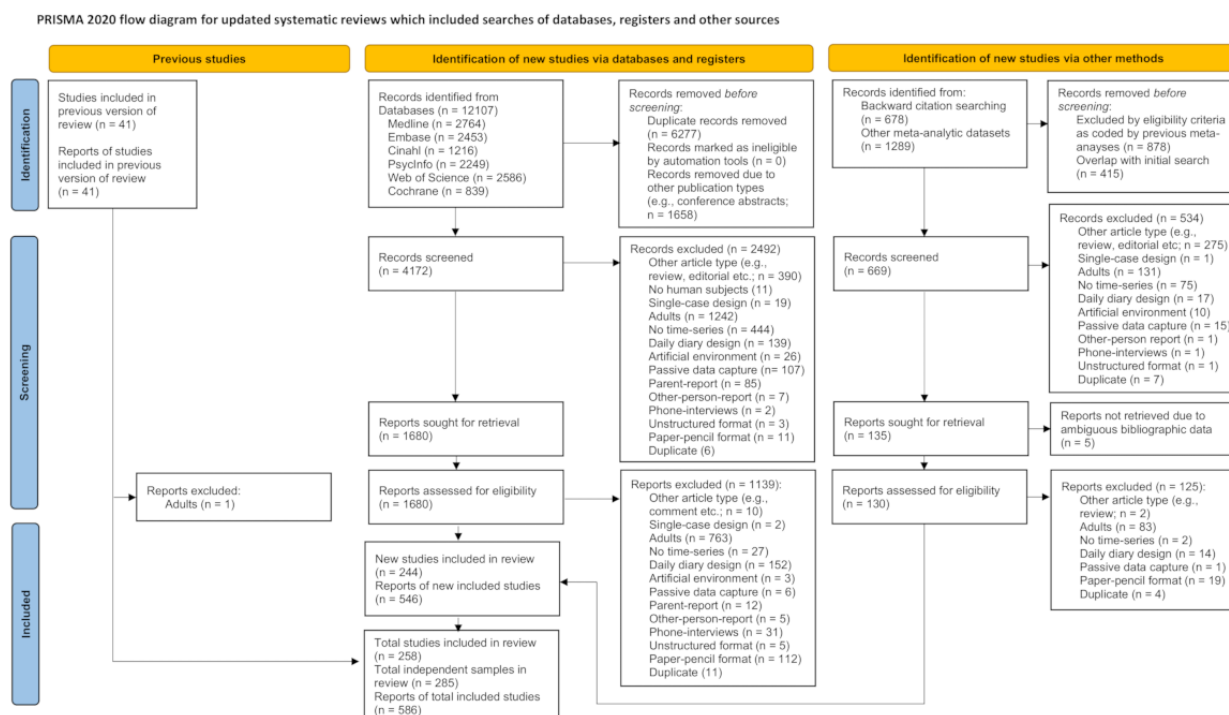 PRISMA 2020 flow diagram for updated systematic reviews which included searches of databases, registers and other sources
Previous studies
Identification of new studies via databases and registers
Identification of new studies via other methods
Identification
Studies included in
previous version of
review (n = 41)
Reports of studies
included in previous
version of review
(n = 41)
Records identified from
Databases (n = 12107)
Medline (n = 2764)
Embase (n = 2453)
Cinahl (n = 1216)
PsycInfo (n = 2249)
Web of Science (n = 2586)
Cochrane (n = 839)
Records removed before
screening:
Duplicate records removed
(n = 6277)
Records marked as ineligible
by automation tools (n = 0)
Records removed due to
other publication types
(e.g., conference abstracts;
n = 1658)
Records identified from:
Backward citation searching
(n = 678)
Other meta-analytic datasets
(n = 1289)
Records removed before
screening:
Excluded by eligibility criteria
as coded by previous meta-
anayses (n = 878)
Overlap with initial search
(n = 415)
Screening
Records screened
(n = 4172)
Records excluded (n = 2492)
Other article type (e.g.,
review, editorial etc.; n = 390)
No human subjects (11)
Single-case design (n = 19)
Adults (n = 1242)
No time-series (n = 444)
Daily diary design (n = 139)
Artificial environment (n = 26)
Passive data capture (n= 107)
Parent-report (n = 85)
Other-person-report (n = 7)
Phone-interviews (n = 2)
Unstructured format (n = 3)
Paper-pencil format (n = 11)
Duplicate (6)
Records screened
(n = 669)
Records excluded (n = 534)
Other article type (e.g.,
review, editorial etc; n = 275)
Single-case design (n = 1)
Adults (n = 131)
No time-series (n = 75)
Daily diary design (n = 17)
Artificial environment (10)
Passive data capture (n = 15)
Other-person report (n = 1)
Phone-interviews (n = 1)
Unstructured format (n = 1)
Duplicate (n = 7)
Reports sought for retrieval
(n = 1680)
Reports sought for retrieval
(n = 135)
Reports not retrieved due to
ambiguous bibliographic data
(n = 5)
Reports excluded:
Adults (n = 1)
Reports assessed for eligibility
(n = 1680)
Reports excluded (n = 1139):
Other article type (e.g.,
comment etc.; n = 10)
Single-case design (n = 2)
Adults (n = 763)
No time-series (n = 27)
Daily diary design (n = 152)
Artificial environment (n = 3)
Passive data capture (n = 6)
Parent-report (n = 12)
Other-person-report (n = 5)
Phone-interviews (n = 31)
Unstructured format (n = 5)
Paper-pencil format (n = 112)
Duplicate (11)
Reports assessed for eligibility
(n = 130)
Reports excluded (n = 125):
Other article type (e.g.,
review; n = 2)
Adults (n = 83)
No time-series (n = 2)
Daily diary design (n = 14)
Passive data capture (n = 1)
Paper-pencil format (n = 19)
Duplicate (n = 4)
Included
New studies included in review
(n = 244)
Reports of new included studies
(n = 546)
Total studies included in review
(n = 258)
Total independent samples in
review (n = 285)
Reports of total included studies
(n = 586)